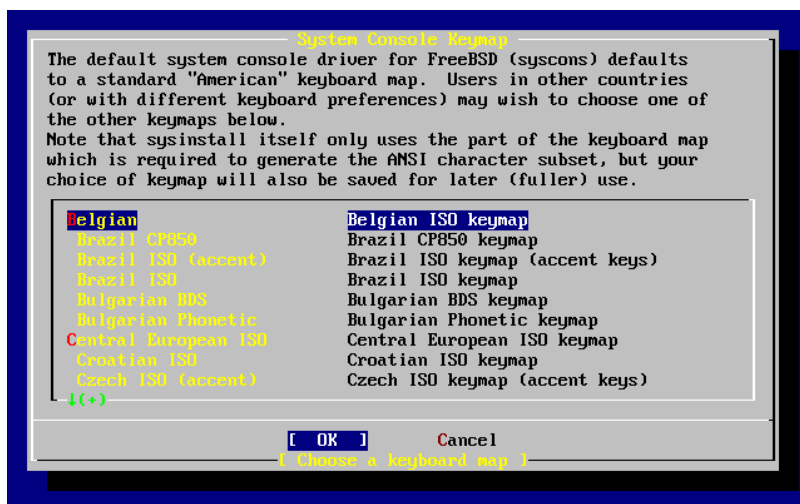 System Console Keymap
The default system console driver for FreeBSD (syscons) defaults
to a standard "American" keyboard map.  Users in other countries
(or with different keyboard preferences) may wish to choose one of
the other keymaps below.
Note that sysinstall itself only uses the part of the keyboard map
which is required to generate the ANSI character subset, but your
choice of keymap will also be saved for later (fuller) use.
Belgian Belgian ISO keymap
Brazil CP850 Brazil CP850 keymap
Brazil ISO (accent) Brazil ISO keymap (accent keys)
Brazil ISO Brazil ISO keymap
Bulgarian BDS Bulgarian BDS keymap
Bulgarian Phonetic Bulgarian Phonetic keymap
Central European ISO Central European ISO keymap
Croatian ISO Croatian ISO keymap
Czech ISO (accent) Czech ISO keymap (accent keys)
↓(+)
[ OK ] Cancel
[ Choose a keyboard map ]